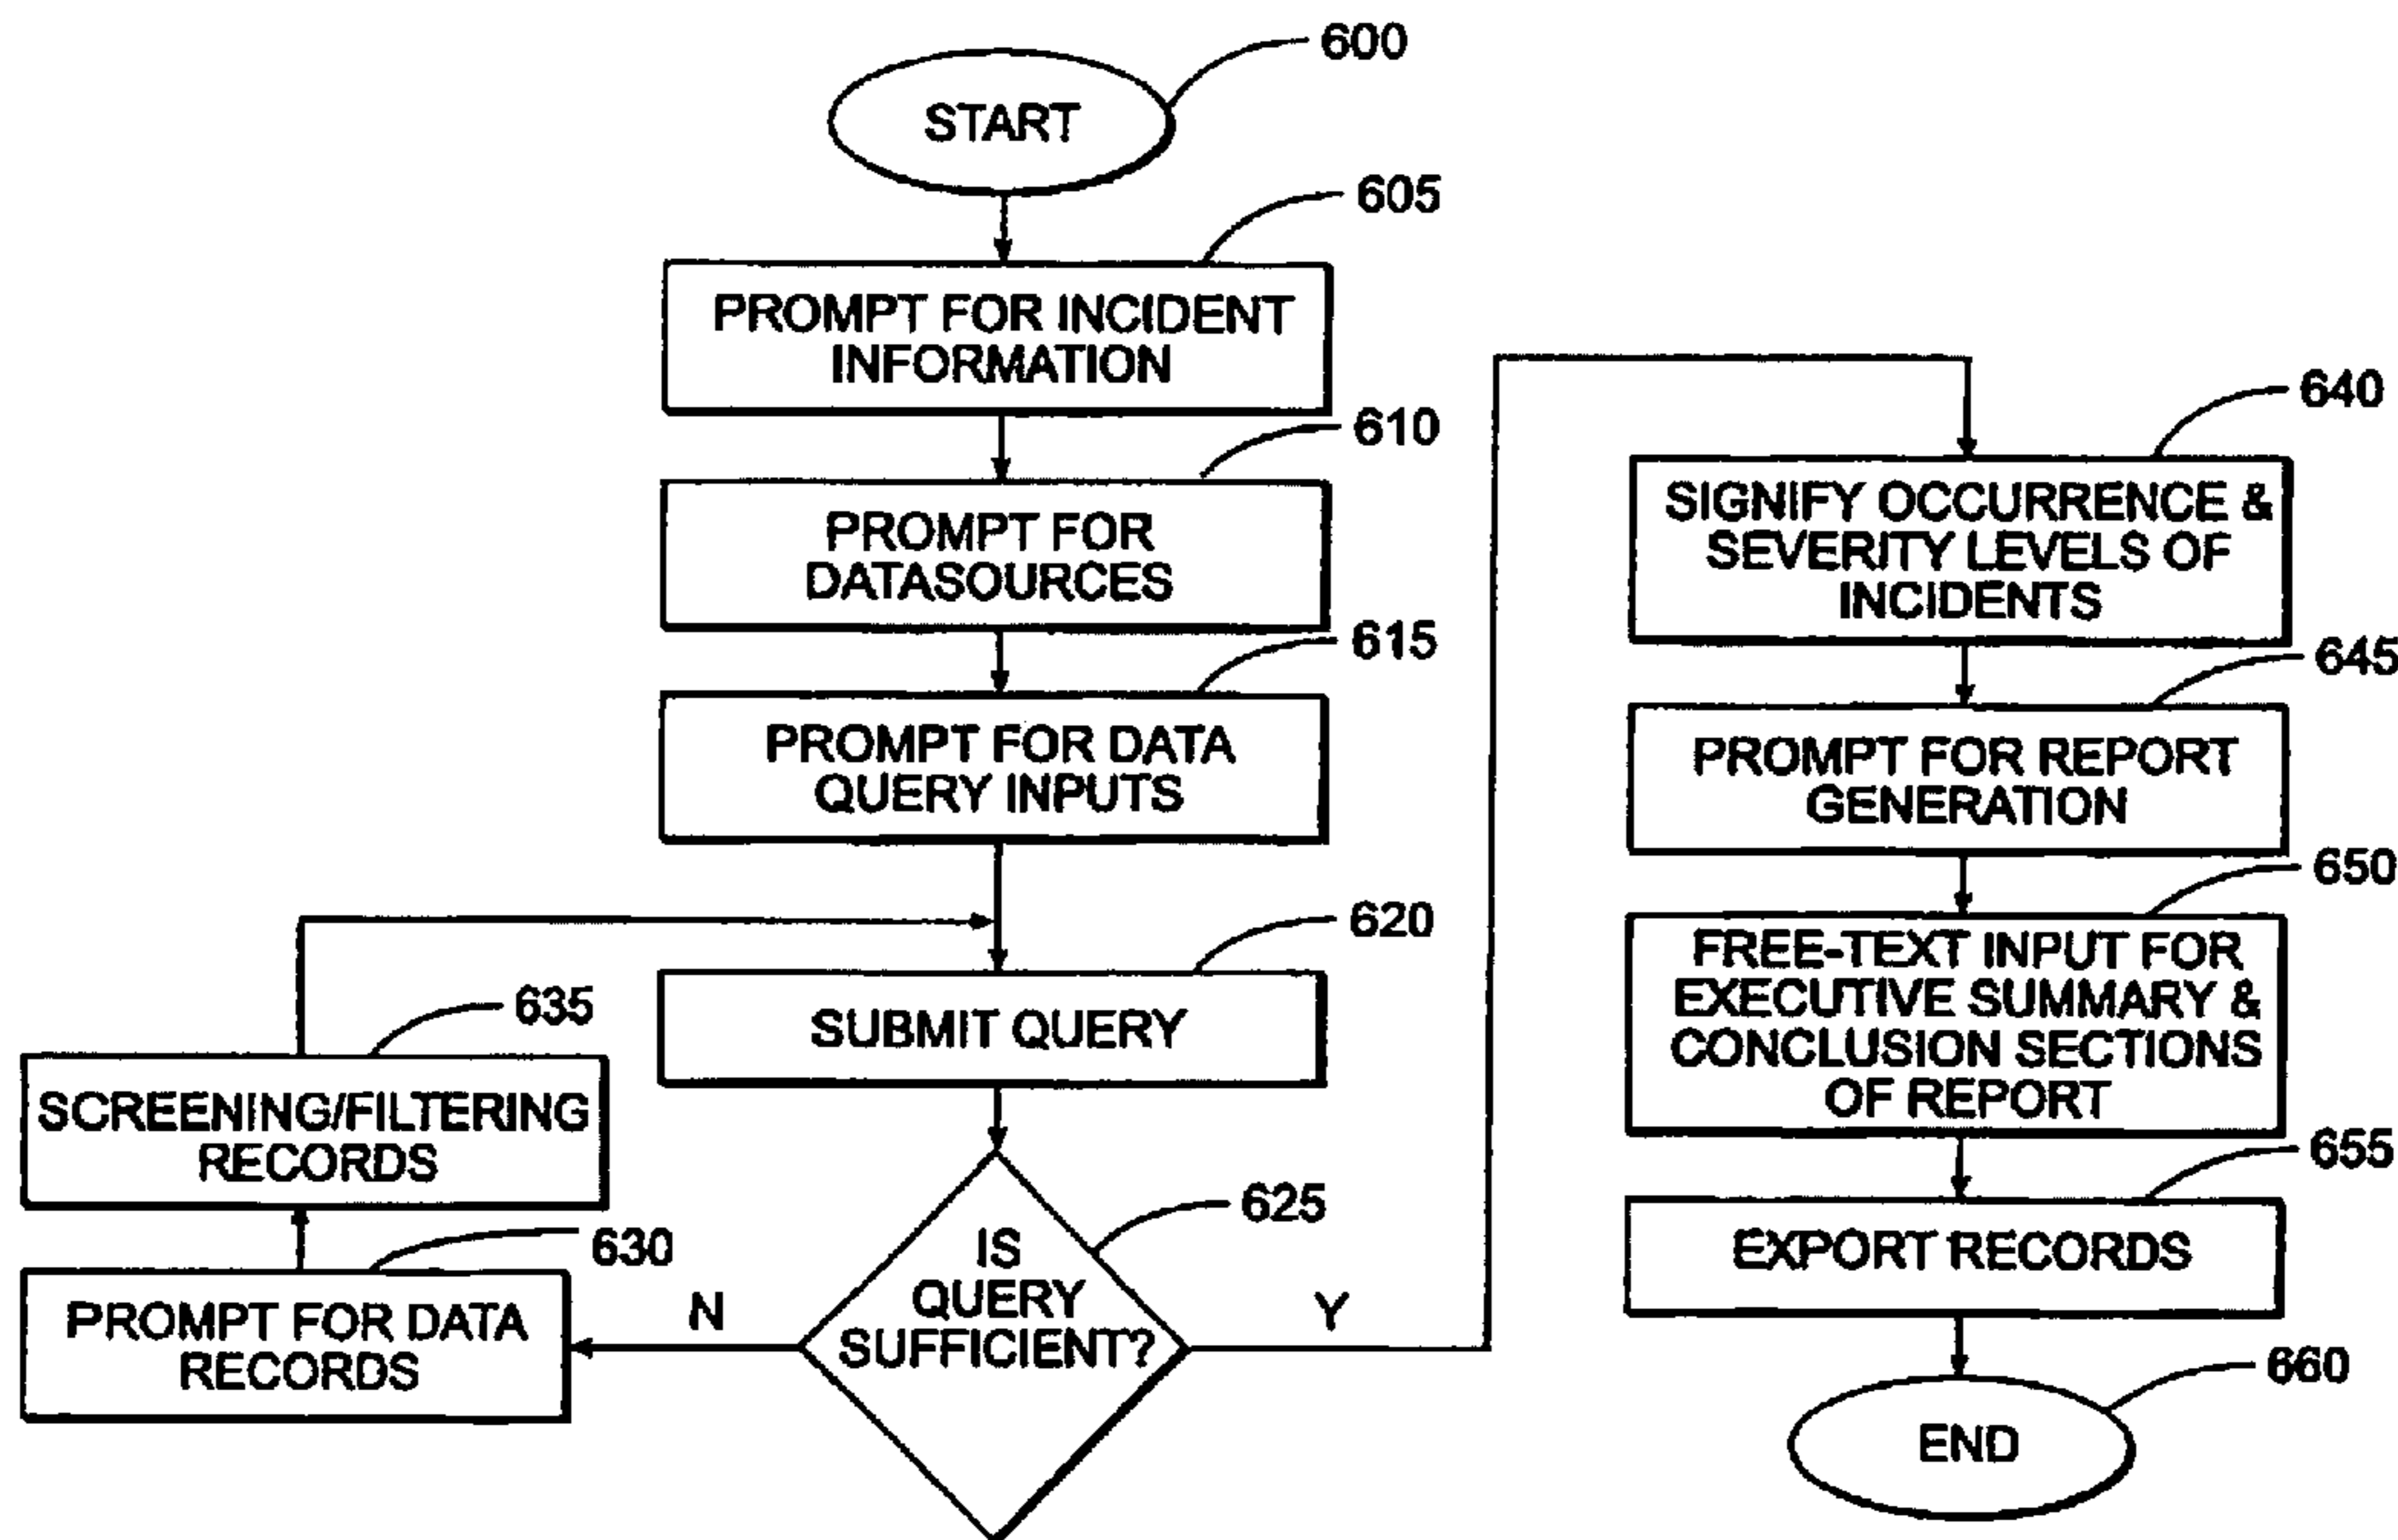 600
START
605
PROMPT FOR INCIDENT
INFORMATION
610
PROMPT FOR
DATASOURCES
615
PROMPT FOR DATA
QUERY INPUTS
620
SUBMIT QUERY
625
IS
QUERY
SUFFICIENT?
N
Y
630
PROMPT FOR DATA
RECORDS
635
SCREENING/FILTERING
RECORDS
640
SIGNIFY OCCURRENCE &
SEVERITY LEVELS OF
INCIDENTS
645
PROMPT FOR REPORT
GENERATION
650
FREE-TEXT INPUT FOR
EXECUTIVE SUMMARY &
CONCLUSION SECTIONS
OF REPORT
655
EXPORT RECORDS
660
END